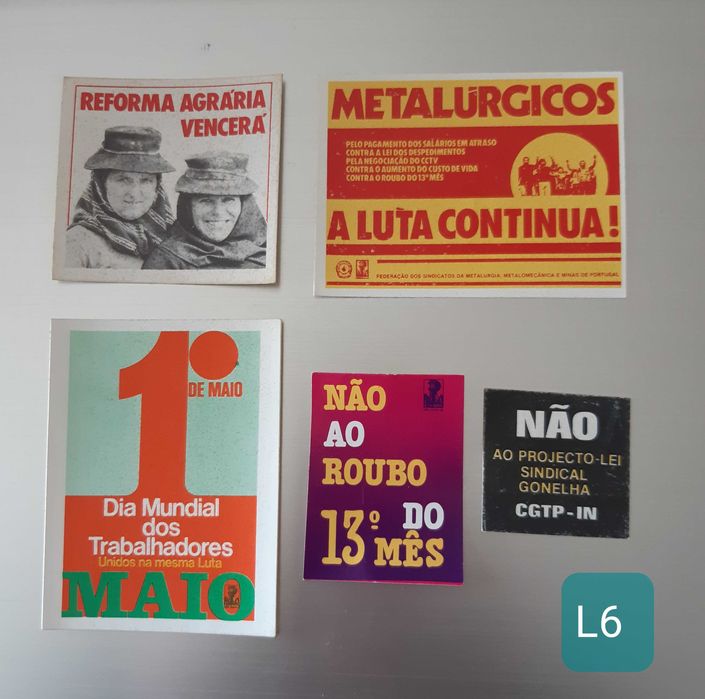 REFORMA AGRÁRIA
VENCERÁ
METALÚRGICOS
PELO PAGAMENTO DOS SALÁRIOS EM ATRASO
CONTRA A LEI DOS DESPEDIMENTOS
PELA NEGOCIAÇÃO DO CCTV
CONTRA O AUMENTO DO CUSTO DE VIDA
CONTRA O ROUBO DO 13º MÊS
A LUTA CONTINUA!
FEDERAÇÃO DOS SINDICATOS DA METALURGIA, METALOMECÂNICA E MINAS DE PORTUGAL
1º
DE MAIO
Dia Mundial
dos
Trabalhadores
Unidos na mesma Luta
MAIO
NÃO
AO
ROUBO
DO
13º MÊS
NÃO
AO PROJECTO-LEI
SINDICAL
GONELHA
CGTP-IN
L6